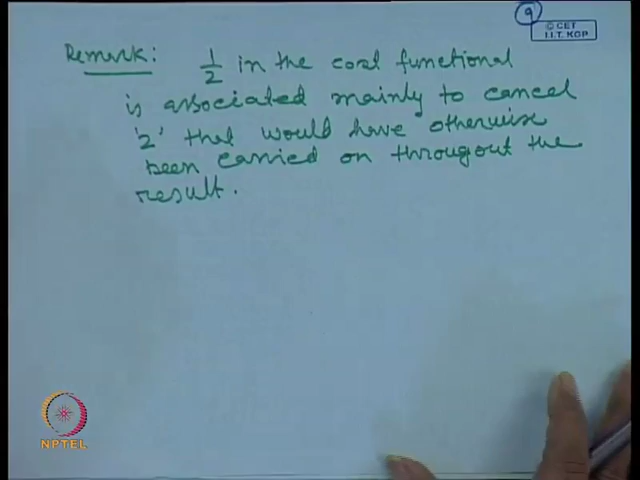 9
© CET
I.I.T. KGP
Remark: 1/2 in the cost functional
is associated mainly to cancel
'2' that would have otherwise
been carried on throughout the
result.
NPTEL